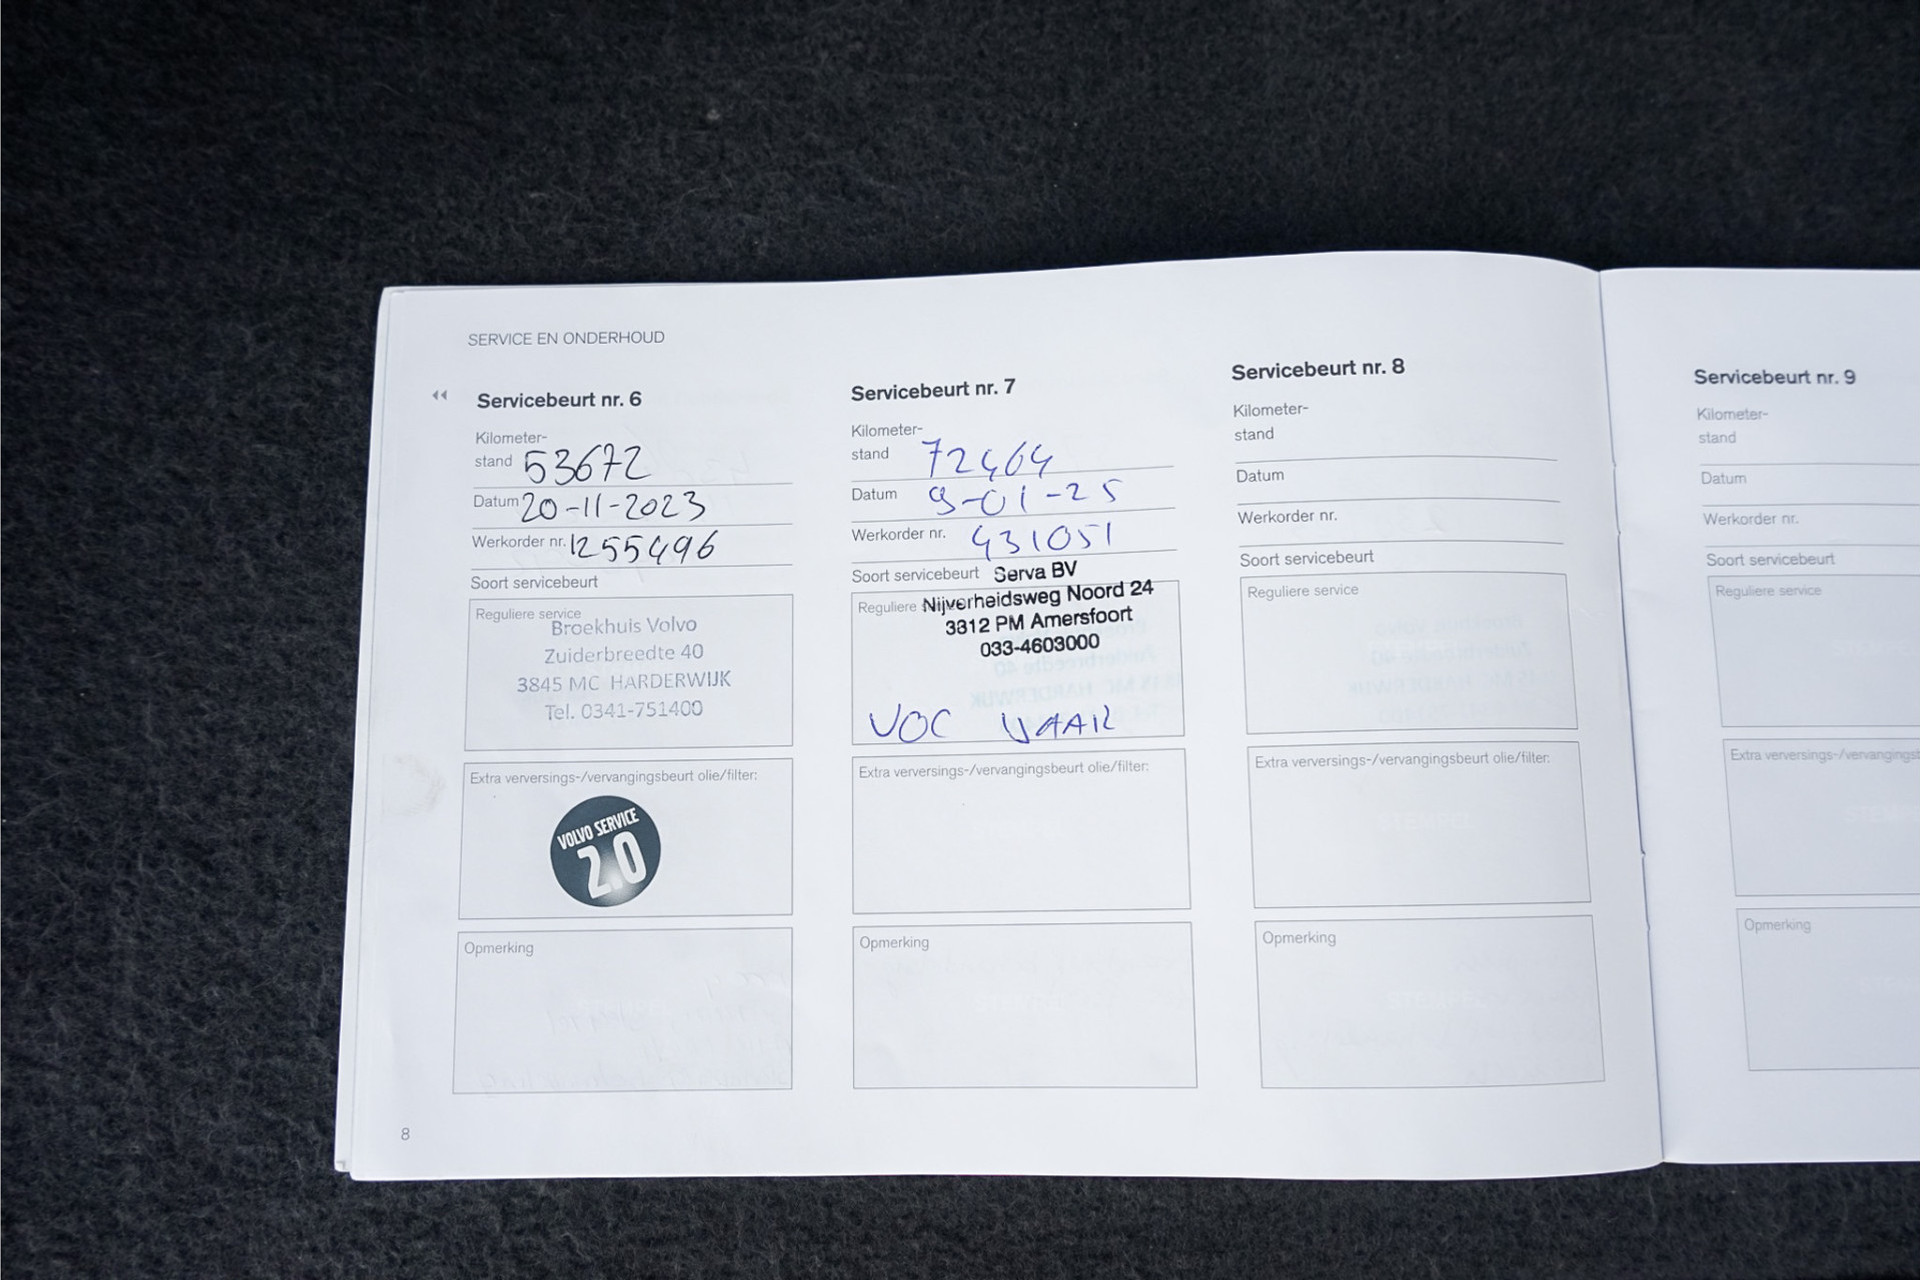 SERVICE EN ONDERHOUD
Servicebeurt nr. 6
Kilometer-
stand 53672
Datum 20-11-2023
Werkorder nr. 1255496
Soort servicebeurt
Reguliere service
Broekhuis Volvo
Zuiderbreedte 40
3845 MC HARDERWIJK
Tel. 0341-751400
Extra verversings-/vervangingsbeurt olie/filter:
VOLVO SERVICE
2.0
Opmerking
8
Servicebeurt nr. 7
Kilometer-
stand 72464
Datum 9-01-25
Werkorder nr. 431051
Soort servicebeurt
Serva BV
Reguliere
Nijverheidsweg Noord 24
3812 PM Amersfoort
033-4603000
VOC
Extra verversings-/vervangingsbeurt olie/filter:
Opmerking
Servicebeurt nr. 8
Kilometer-
stand
Datum
Werkorder nr.
Soort servicebeurt
Reguliere service
Extra verversings-/vervangingsbeurt olie/filter:
Opmerking
Servicebeurt nr. 9
Kilometer-
stand
Datum
Werkorder nr.
Soort servicebeurt
Reguliere service
Extra verversings-/vervangingst
Opmerking